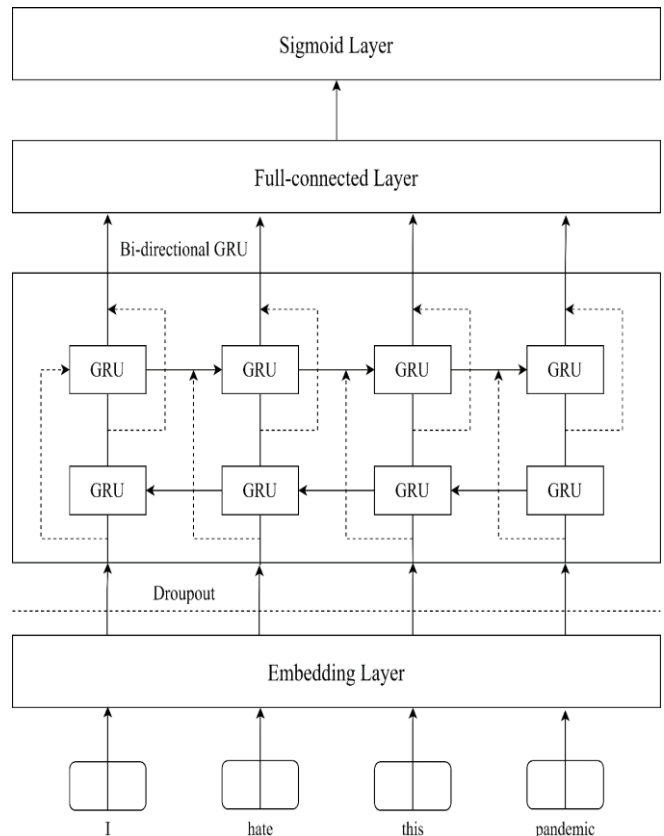 Sigmoid Layer
Full-connected Layer
Bi-directional GRU
GRU GRU GRU GRU
GRU GRU GRU GRU
Droupout
Embedding Layer
I hate this pandemic